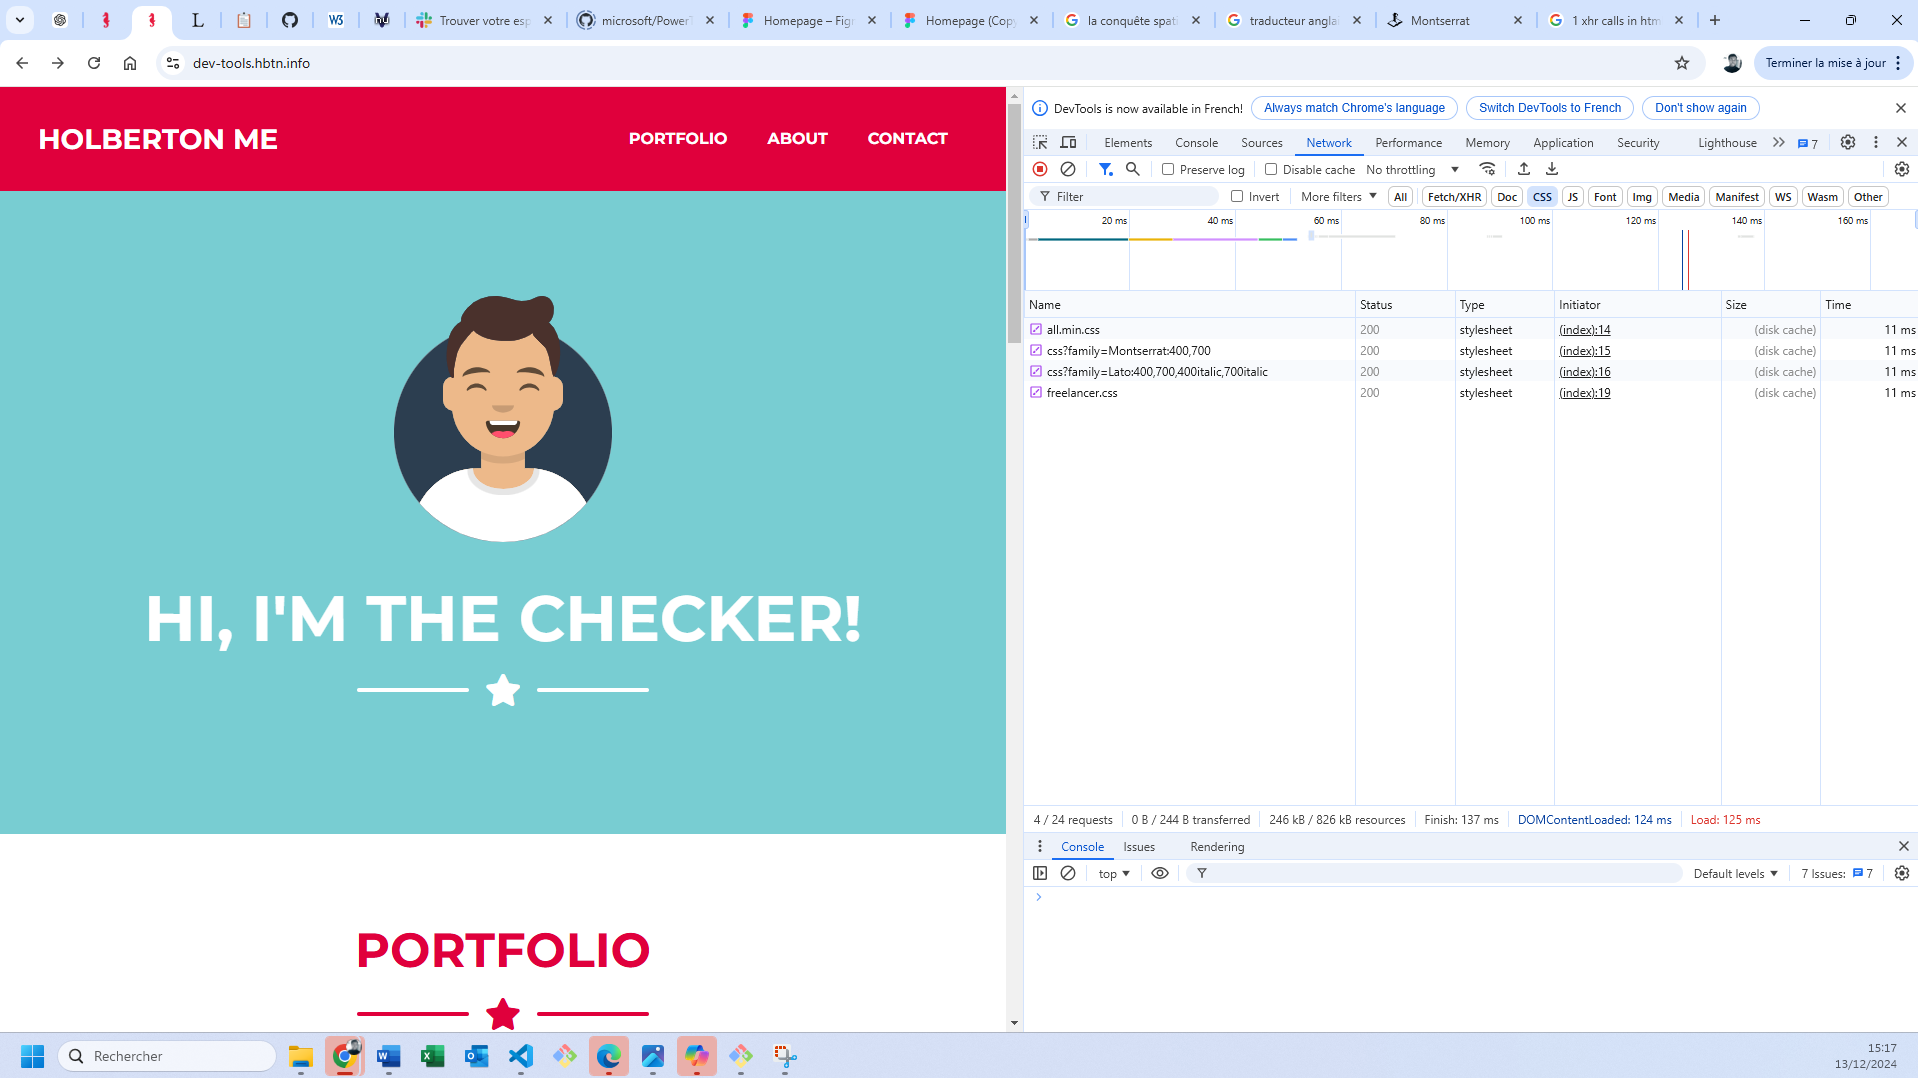 Trouver votre esp
microsoft/PowerT
Homepage – Figm
Homepage (Copy
la conquête spati
traducteur anglai
Montserrat
1 xhr calls in htm
dev-tools.hbtn.info
Terminer la mise à jour
HOLBERTON ME
PORTFOLIO ABOUT CONTACT
HI, I'M THE CHECKER!
PORTFOLIO
DevTools is now available in French! Always match Chrome's language Switch DevTools to French Don't show again
Elements Console Sources Network Performance Memory Application Security Lighthouse 7
Preserve log Disable cache No throttling
Filter Invert More filters All Fetch/XHR Doc CSS JS Font Img Media Manifest WS Wasm Other
20 ms 40 ms 60 ms 80 ms 100 ms 120 ms 140 ms 160 ms
Name Status Type Initiator Size Time
all.min.css 200 stylesheet (index):14 (disk cache) 11 ms
css?family=Montserrat:400,700 200 stylesheet (index):15 (disk cache) 11 ms
css?family=Lato:400,700,400italic,700italic 200 stylesheet (index):16 (disk cache) 11 ms
freelancer.css 200 stylesheet (index):19 (disk cache) 11 ms
4 / 24 requests 0 B / 244 B transferred 246 kB / 826 kB resources Finish: 137 ms DOMContentLoaded: 124 ms Load: 125 ms
Console Issues Rendering
top Default levels 7 Issues: 7
Rechercher
15:17
13/12/2024